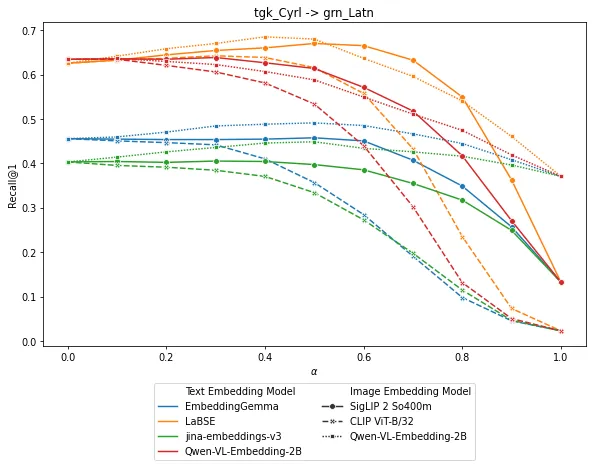 tgk_Cyrl -> grn_Latn
Recall@1
0.7
0.6
0.5
0.4
0.3
0.2
0.1
0.0
0.0 0.2 0.4 0.6 0.8 1.0
α
Text Embedding Model
EmbeddingGemma
LaBSE
jina-embeddings-v3
Qwen-VL-Embedding-2B
Image Embedding Model
SigLIP 2 So400m
CLIP ViT-B/32
Qwen-VL-Embedding-2B